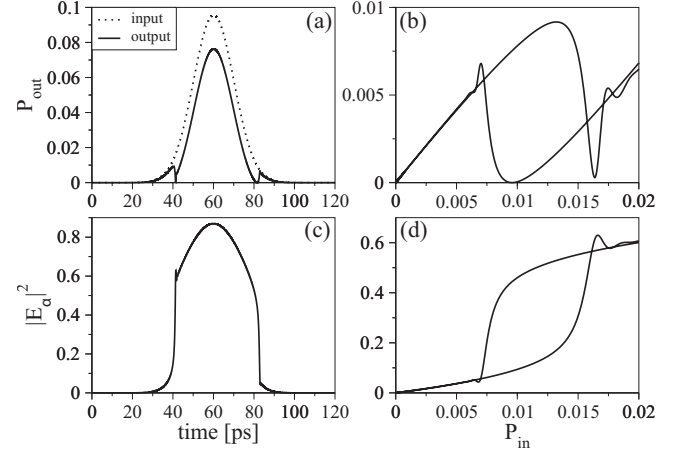 0.1
0.08
0.06
0.04
0.02
0
P_out
input
output
(a)
0 20 40 60 80 100 120
0.01
0.005
0
(b)
0 0.005 0.01 0.015 0.02
0.8
0.6
0.4
0.2
0
|E_α|²
(c)
0 20 40 60 80 100 120
time [ps]
0.6
0.4
0.2
0
(d)
0 0.005 0.01 0.015 0.02
P_in